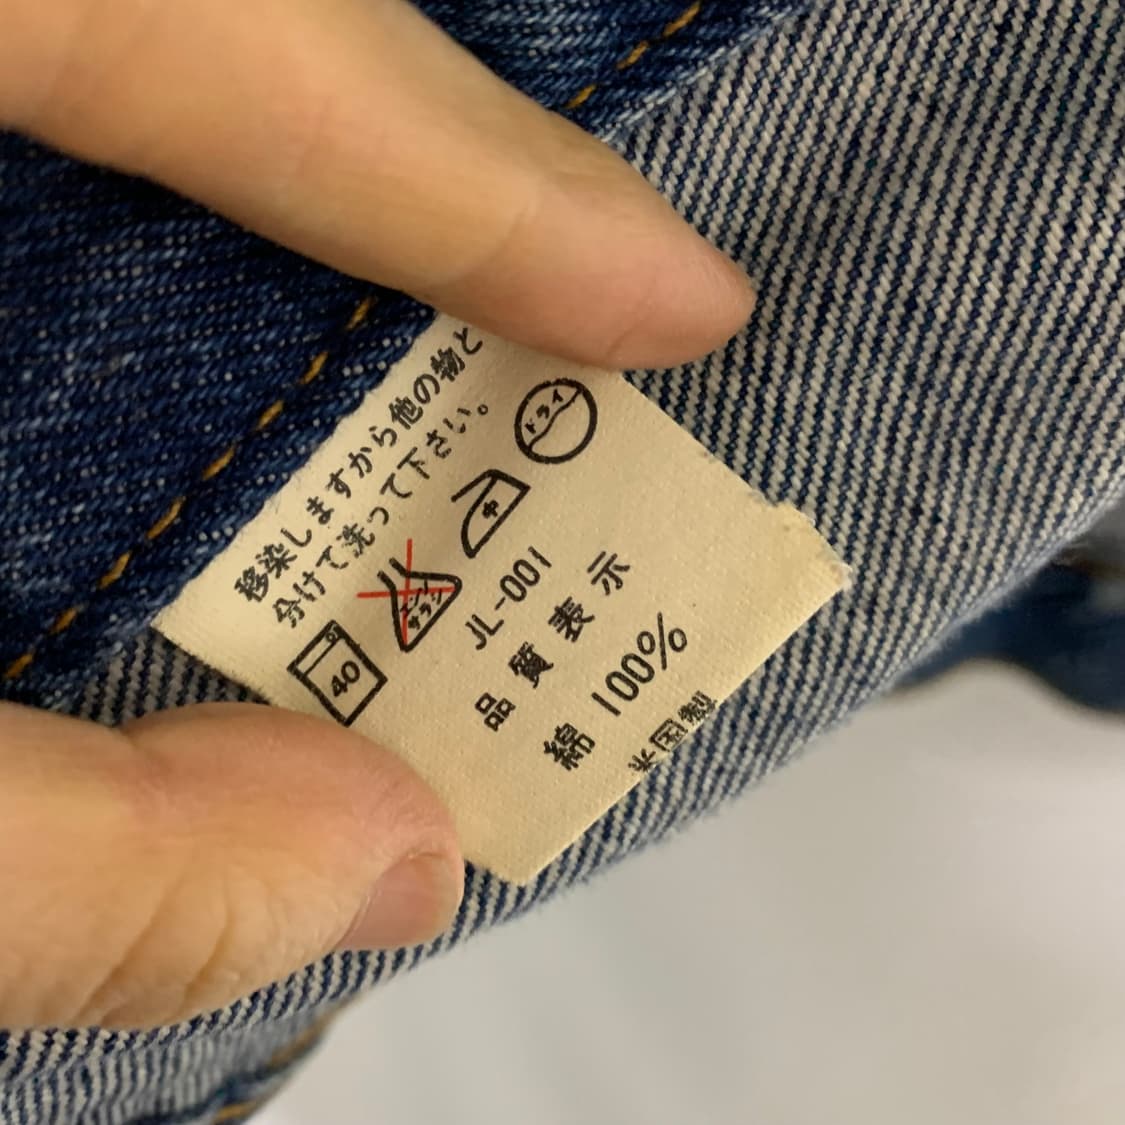 移染しますから他の物と
分けて洗って下さい。
40
エンソ
サラシ
中
ドライ
JL-001
品質表示
綿 100%
米国製